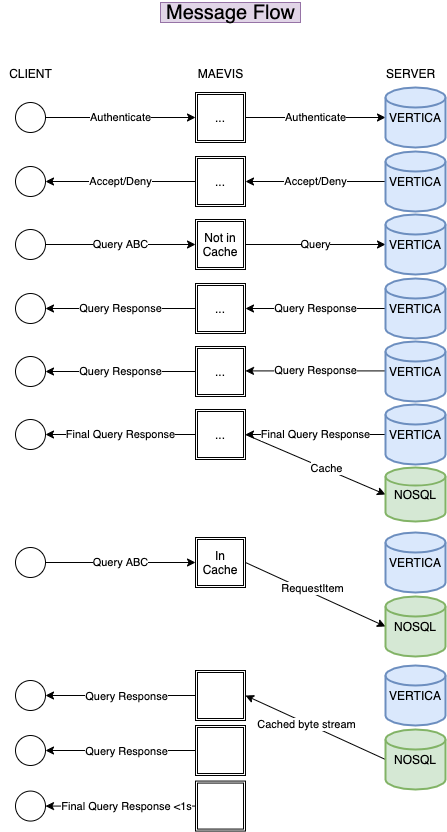 Message Flow
CLIENT MAEVIS SERVER
Authenticate ... Authenticate VERTICA
Accept/Deny ... Accept/Deny VERTICA
Query ABC Not in Cache Query VERTICA
Query Response ... Query Response VERTICA
Query Response ... Query Response VERTICA
Final Query Response ... Final Query Response VERTICA
Cache
NOSQL
Query ABC In Cache VERTICA
RequestItem
NOSQL
Query Response VERTICA
Cached byte stream
Query Response NOSQL
Final Query Response <1s